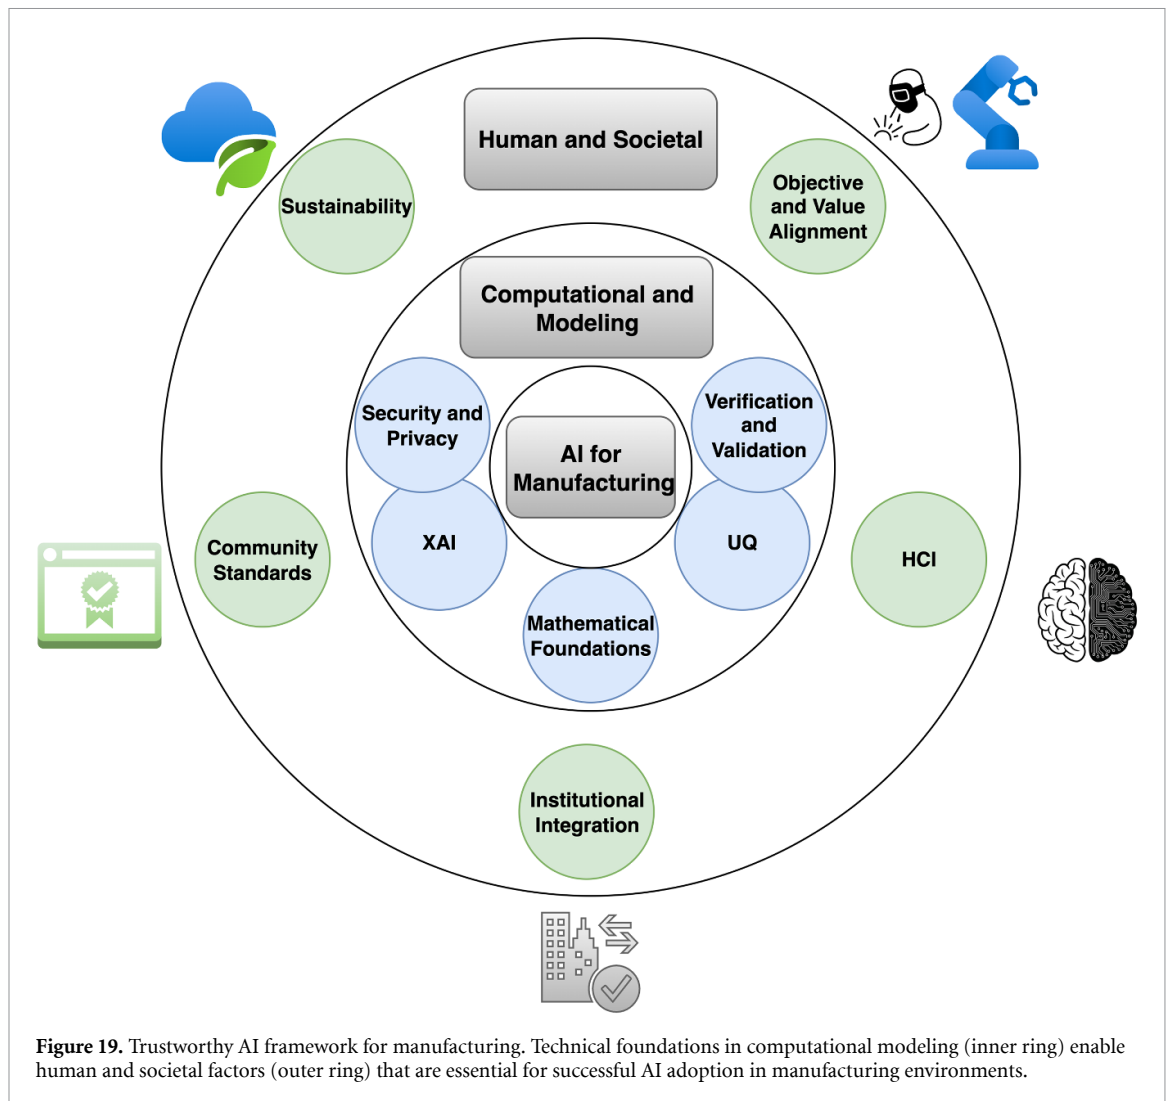 Human and Societal
Sustainability
Objective
and Value
Alignment
Computational and
Modeling
Security and
Privacy
Verification
and
Validation
AI for
Manufacturing
XAI
UQ
Community
Standards
HCI
Mathematical
Foundations
Institutional
Integration
Figure 19. Trustworthy AI framework for manufacturing. Technical foundations in computational modeling (inner ring) enable
human and societal factors (outer ring) that are essential for successful AI adoption in manufacturing environments.